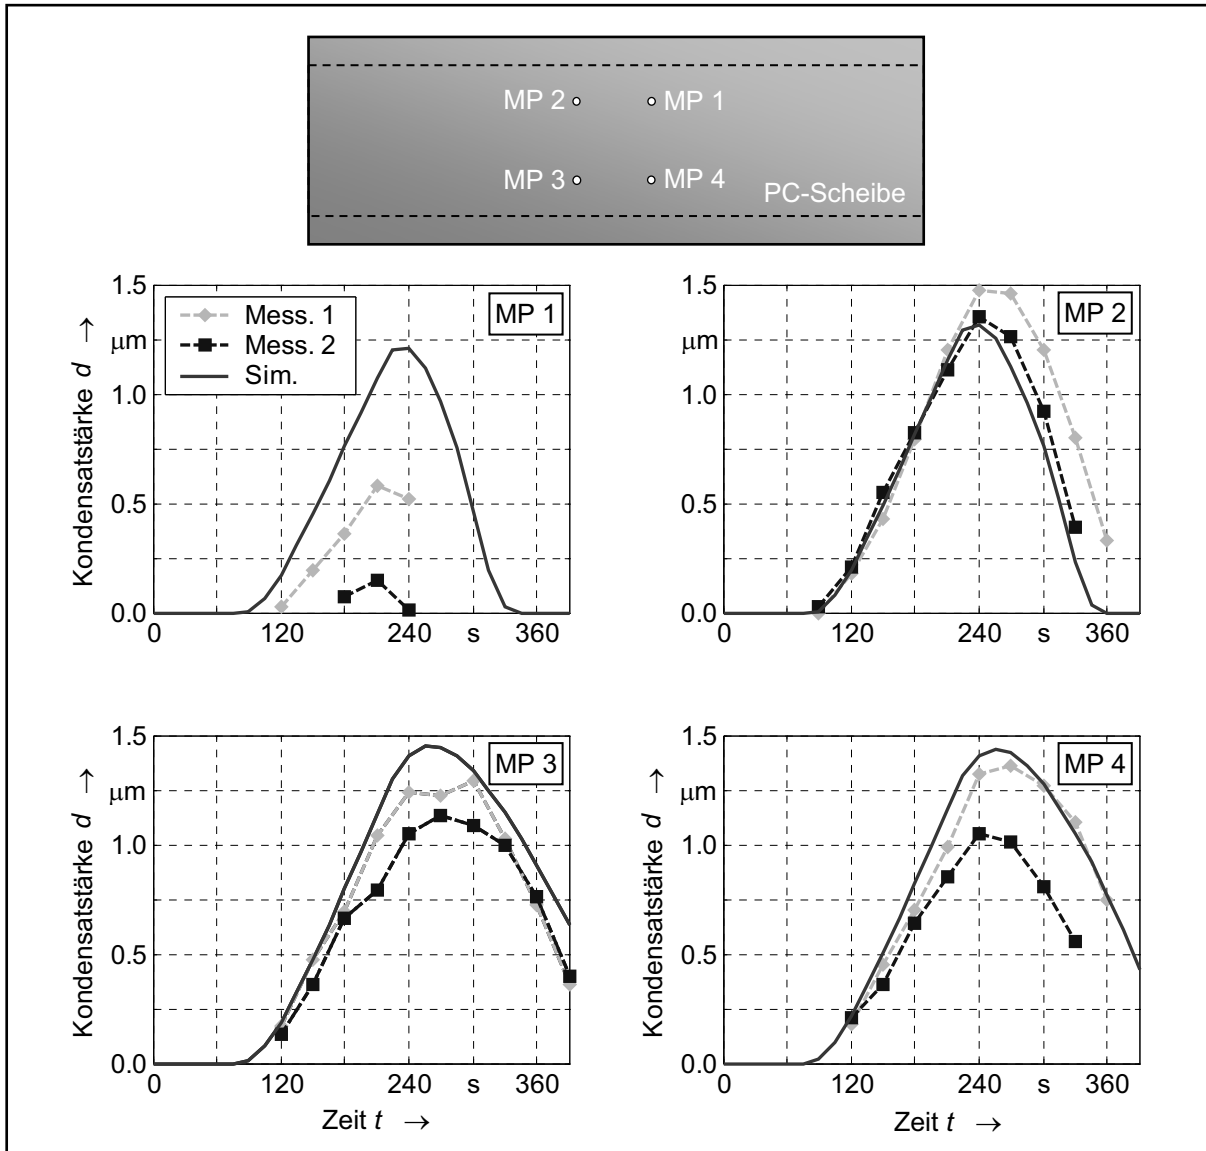 MP 2 MP 1
MP 3 MP 4
PC-Scheibe
Kondensatstärke d →
1.5
μm
1.0
0.5
0.0
0 120 240 s 360
Mess. 1
Mess. 2
Sim.
MP 1
1.5
μm
1.0
0.5
0.0
0 120 240 s 360
MP 2
Kondensatstärke d →
1.5
μm
1.0
0.5
0.0
0 120 240 s 360
Zeit t →
MP 3
Kondensatstärke d →
1.5
μm
1.0
0.5
0.0
0 120 240 s 360
Zeit t →
MP 4